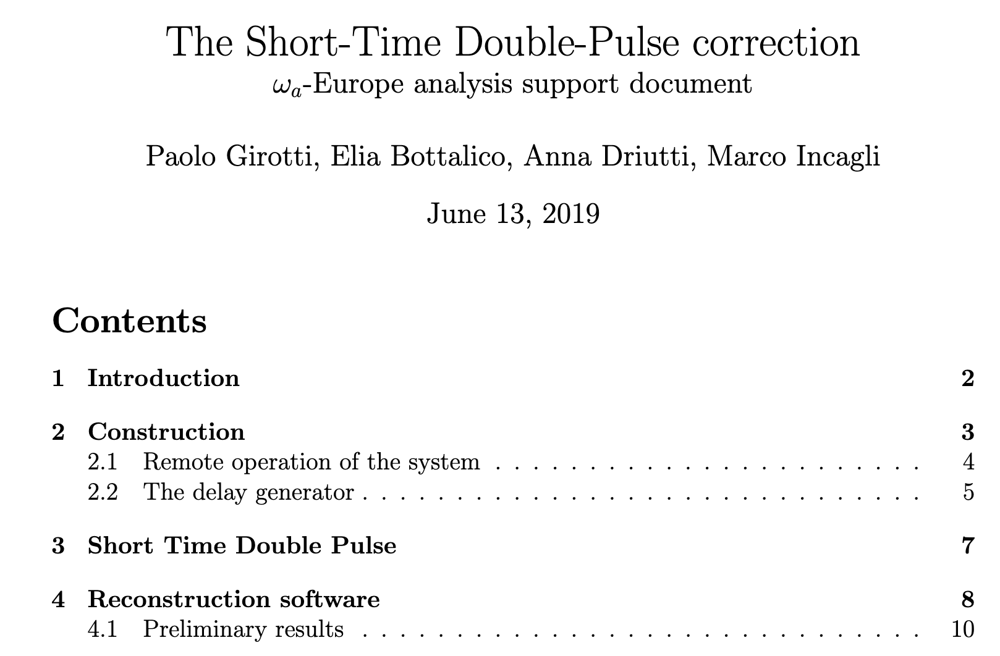 The Short-Time Double-Pulse correction
ωₐ-Europe analysis support document
Paolo Girotti, Elia Bottalico, Anna Driutti, Marco Incagli
June 13, 2019
Contents
1 Introduction 2
2 Construction 3
2.1 Remote operation of the system . . . . . . . . . . . . . . . . . . . . . . . 4
2.2 The delay generator . . . . . . . . . . . . . . . . . . . . . . . . . . . . . . 5
3 Short Time Double Pulse 7
4 Reconstruction software 8
4.1 Preliminary results . . . . . . . . . . . . . . . . . . . . . . . . . . . . . . 10